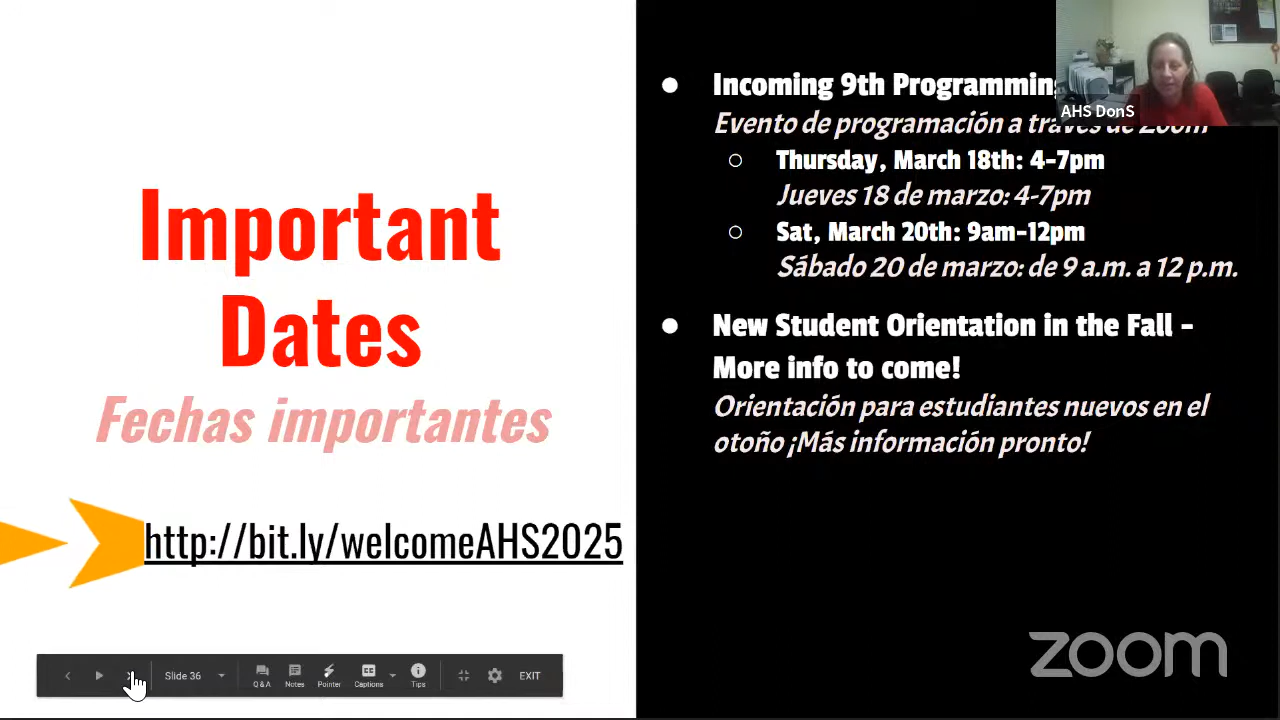 Important
Dates
Fechas importantes
http://bit.ly/welcomeAHS2025
Incoming 9th Programming
Evento de programación a través de Zoom
Thursday, March 18th: 4-7pm
Jueves 18 de marzo: 4-7pm
Sat, March 20th: 9am-12pm
Sábado 20 de marzo: de 9 a.m. a 12 p.m.
New Student Orientation in the Fall -
More info to come!
Orientación para estudiantes nuevos en el
otoño ¡Más información pronto!
AHS DonS
Slide 36
Q&A
Notes
Pointer
Captions
Tips
EXIT
zoom